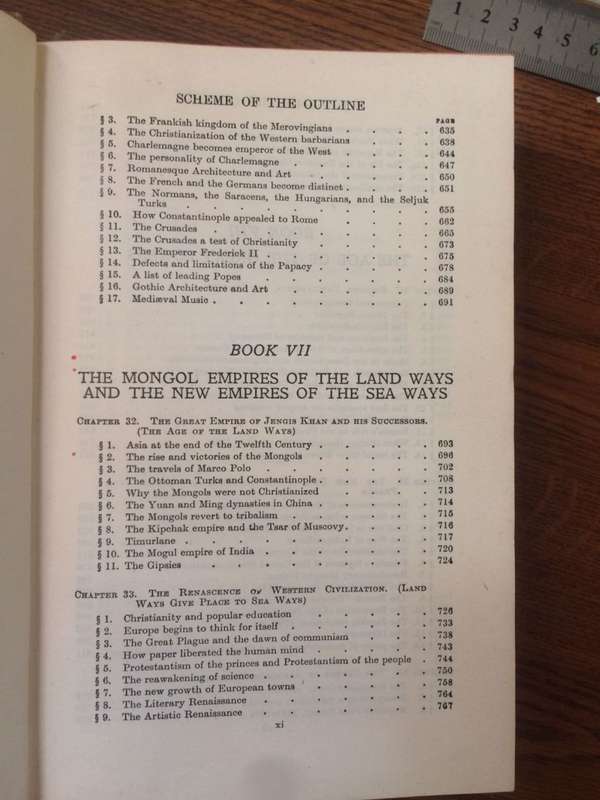 1 2 3 4 5 6
SCHEME OF THE OUTLINE
PAGE
§ 3. The Frankish kingdom of the Merovingians . . . . 635
§ 4. The Christianization of the Western barbarians . . . 638
§ 5. Charlemagne becomes emperor of the West . . . . 644
§ 6. The personality of Charlemagne . . . . . . 647
§ 7. Romanesque Architecture and Art . . . . . 650
§ 8. The French and the Germans become distinct . . . . 651
§ 9. The Normans, the Saracens, the Hungarians, and the Seljuk
Turks . . . . . . . . . . 655
§ 10. How Constantinople appealed to Rome . . . . . 662
§ 11. The Crusades . . . . . . . . . 665
§ 12. The Crusades a test of Christianity . . . . . 673
§ 13. The Emperor Frederick II . . . . . . . 675
§ 14. Defects and limitations of the Papacy . . . . . 678
§ 15. A list of leading Popes . . . . . . . 684
§ 16. Gothic Architecture and Art . . . . . . 689
§ 17. Mediæval Music . . . . . . . . . 691
BOOK VII
THE MONGOL EMPIRES OF THE LAND WAYS
AND THE NEW EMPIRES OF THE SEA WAYS
CHAPTER 32. THE GREAT EMPIRE OF JENGIS KHAN AND HIS SUCCESSORS.
(THE AGE OF THE LAND WAYS)
§ 1. Asia at the end of the Twelfth Century . . . . . 693
§ 2. The rise and victories of the Mongols . . . . . 696
§ 3. The travels of Marco Polo . . . . . . . 702
§ 4. The Ottoman Turks and Constantinople . . . . . 708
§ 5. Why the Mongols were not Christianized . . . . . 713
§ 6. The Yuan and Ming dynasties in China . . . . . 714
§ 7. The Mongols revert to tribalism . . . . . . 715
§ 8. The Kipchak empire and the Tsar of Muscovy . . . . 716
§ 9. Timurlane . . . . . . . . . . 717
§ 10. The Mogul empire of India . . . . . . . 720
§ 11. The Gipsies . . . . . . . . . 724
CHAPTER 33. THE RENASCENCE OF WESTERN CIVILIZATION. (LAND
WAYS GIVE PLACE TO SEA WAYS)
§ 1. Christianity and popular education . . . . . 726
§ 2. Europe begins to think for itself . . . . . . 733
§ 3. The Great Plague and the dawn of communism . . . . 738
§ 4. How paper liberated the human mind . . . . . 743
§ 5. Protestantism of the princes and Protestantism of the people . 744
§ 6. The reawakening of science . . . . . . . 750
§ 7. The new growth of European towns . . . . . 758
§ 8. The Literary Renaissance . . . . . . . 764
§ 9. The Artistic Renaissance . . . . . . . 767
xi